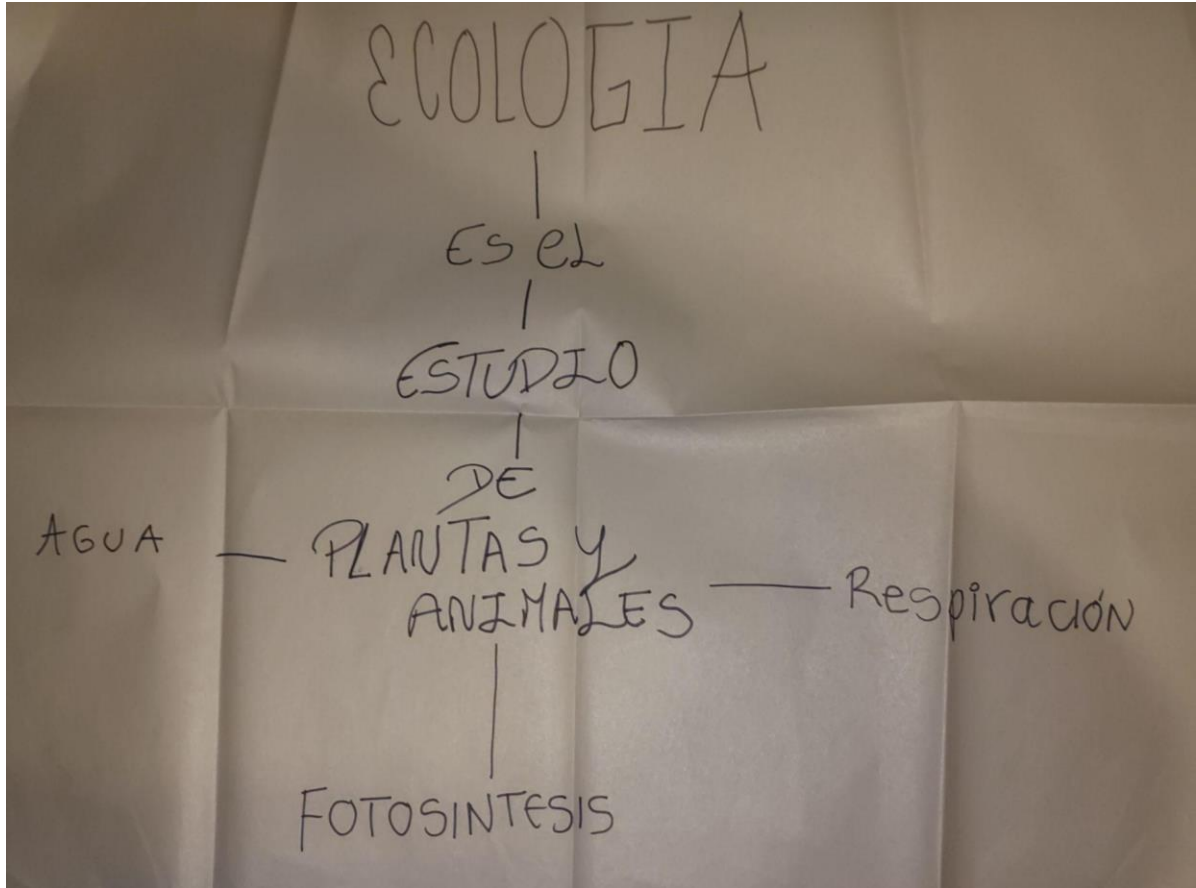 ECOLOGIA
ES EL
ESTUDIO
DE
AGUA
PLANTAS Y
ANIMALES
Respiración
FOTOSINTESIS